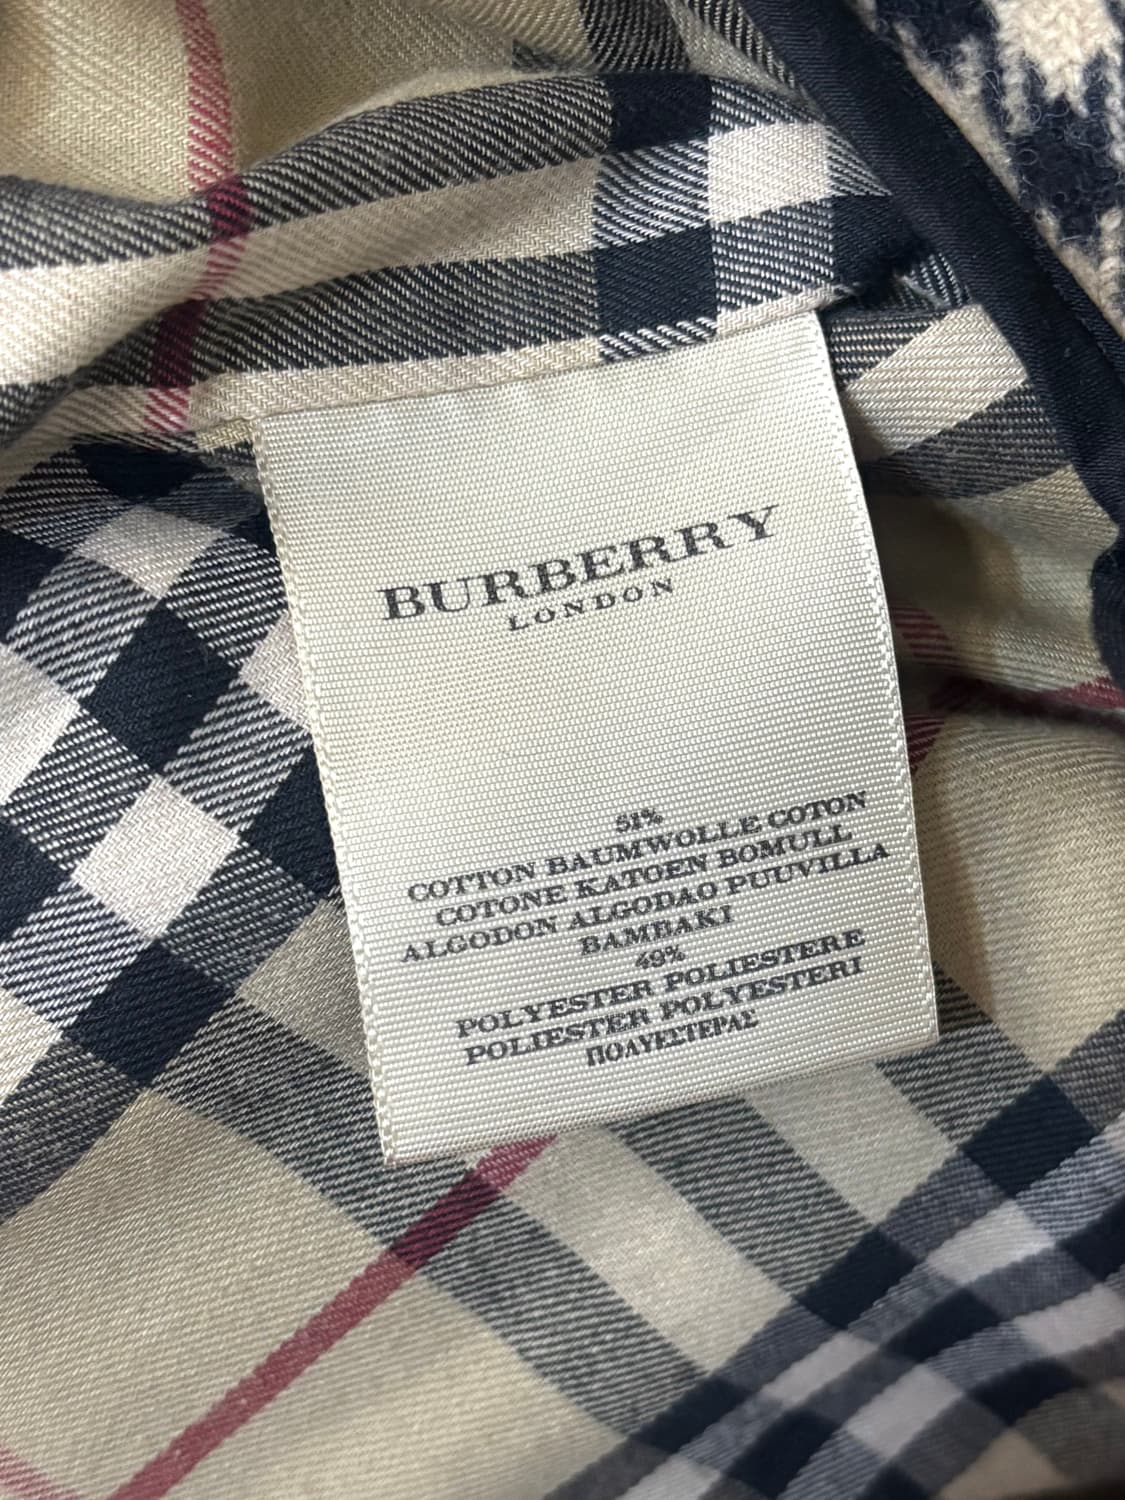 BURBERRY
LONDON
51%
COTTON BAUMWOLLE COTON
COTONE KATOEN BOMULL
ALGODON ALGODAO PUUVILLA
BAMBAKI
49%
POLYESTER POLIESTERE
POLIESTER POLYESTERI
ΠΟΛΥΕΣΤΕΡΑΣ